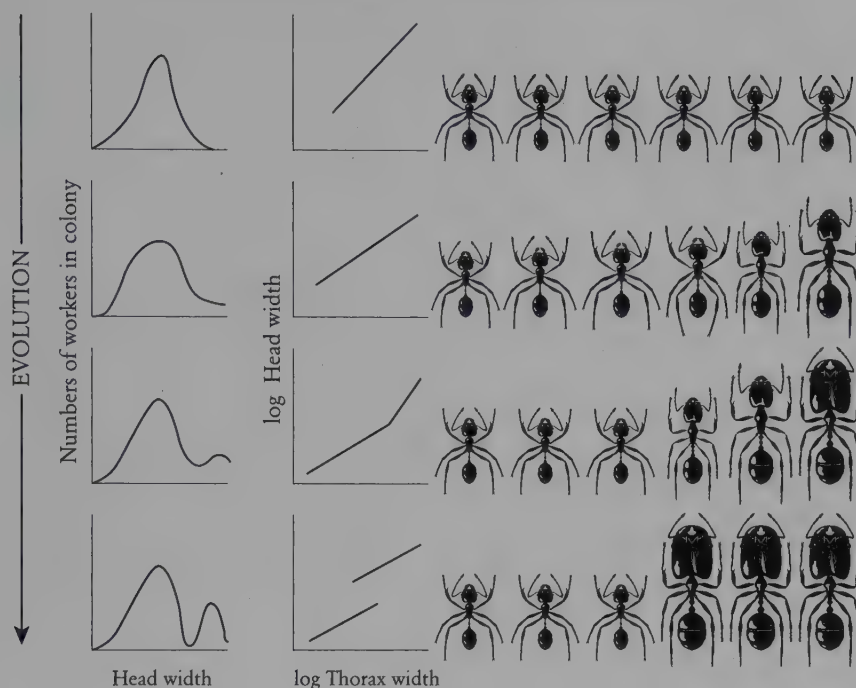 EVOLUTION
Numbers of workers in colony
log Head width
Head width
log Thorax width